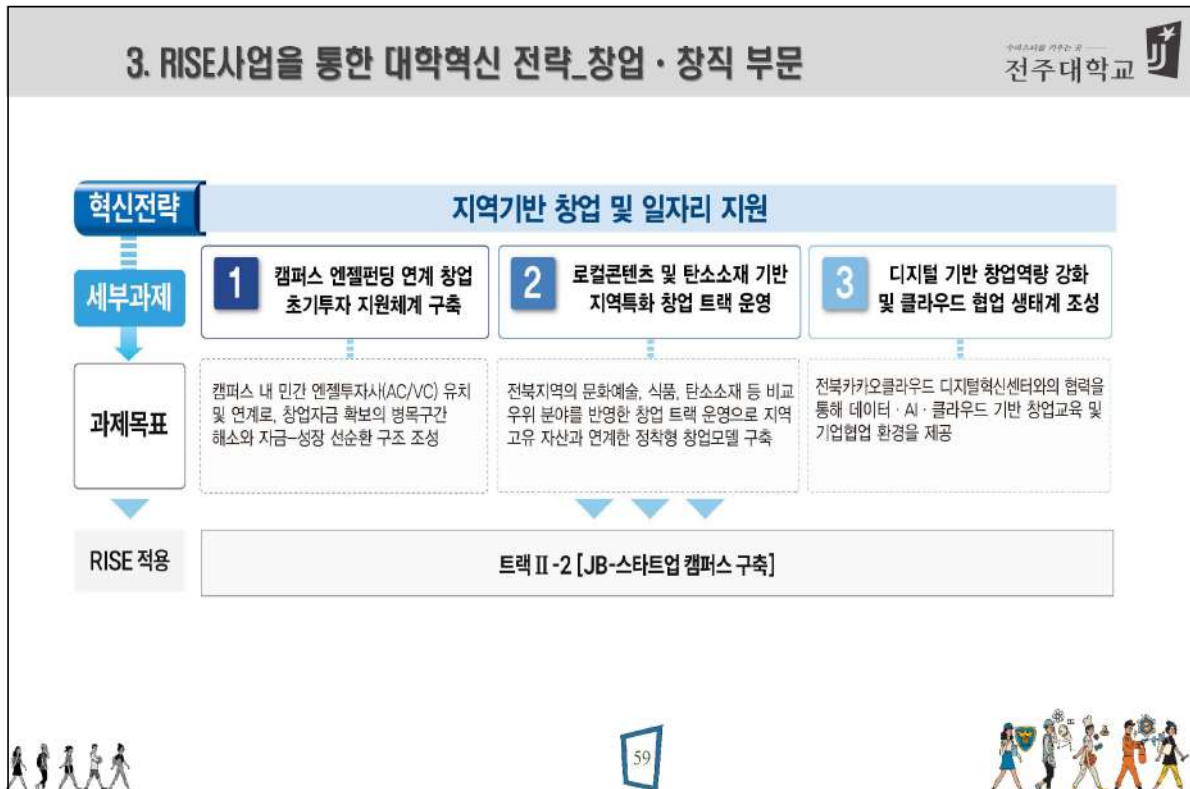 3. RISE사업을 통한 대학혁신 전략_창업・창직 부문
수퍼스타를 키우는 곳
전주대학교
혁신전략
지역기반 창업 및 일자리 지원
세부과제
1
캠퍼스 엔젤펀딩 연계 창업
초기투자 지원체계 구축
2
로컬콘텐츠 및 탄소소재 기반
지역특화 창업 트랙 운영
3
디지털 기반 창업역량 강화
및 클라우드 협업 생태계 조성
과제목표
캠퍼스 내 민간 엔젤투자사(AC/VC) 유치
및 연계로, 창업자금 확보의 병목구간
해소와 자금–성장 선순환 구조 조성
전북지역의 문화예술, 식품, 탄소소재 등 비교
우위 분야를 반영한 창업 트랙 운영으로 지역
고유 자산과 연계한 정착형 창업모델 구축
전북카카오클라우드 디지털혁신센터와의 협력을
통해 데이터・AI・클라우드 기반 창업교육 및
기업협업 환경을 제공
RISE 적용
트랙Ⅱ-2 [JB-스타트업 캠퍼스 구축]
59